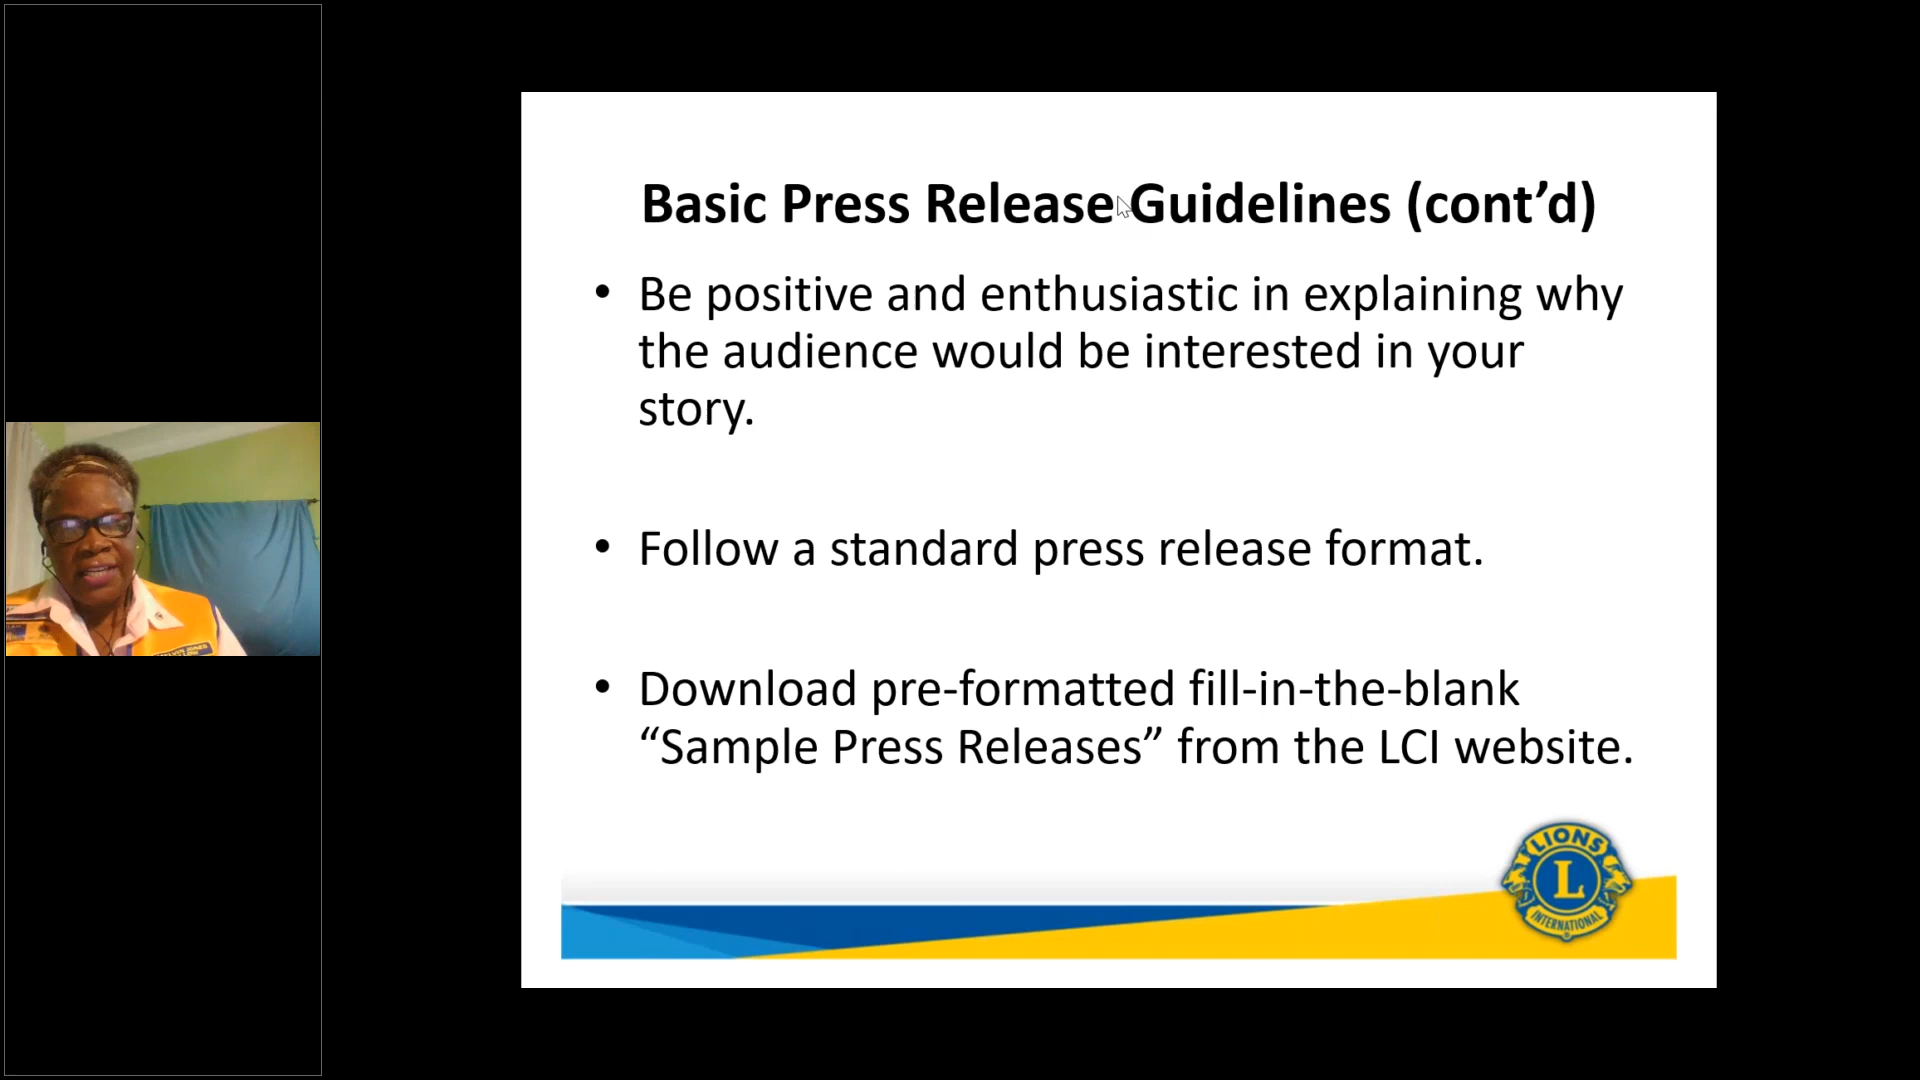 Basic Press Release Guidelines (cont’d)
• Be positive and enthusiastic in explaining why
the audience would be interested in your
story.
• Follow a standard press release format.
• Download pre-formatted fill-in-the-blank
“Sample Press Releases” from the LCI website.
LIONS
L
INTERNATIONAL
®
MELVIN JONES